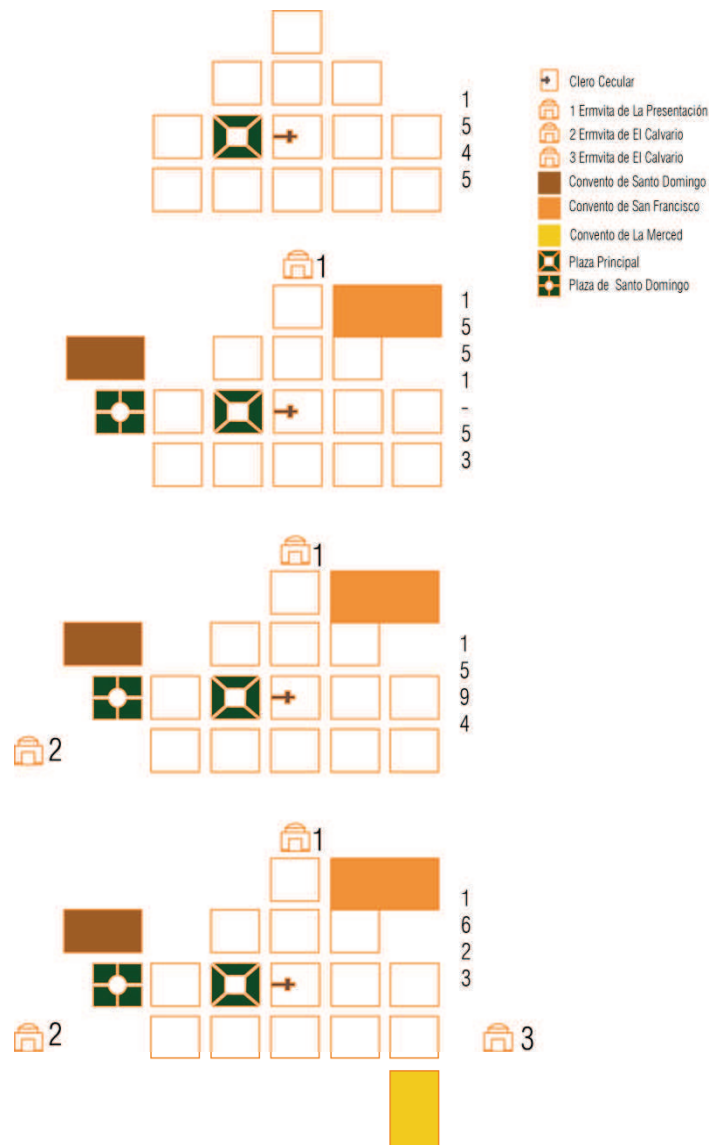 1
5
4
5
Clero Cecular
1 Ermvita de La Presentación
2 Ermvita de El Calvario
3 Ermvita de El Calvario
Convento de Santo Domingo
Convento de San Francisco
Convento de La Merced
Plaza Principal
Plaza de Santo Domingo
1
1
5
5
1
-
5
3
1
1
5
9
4
2
1
1
6
2
3
2
3